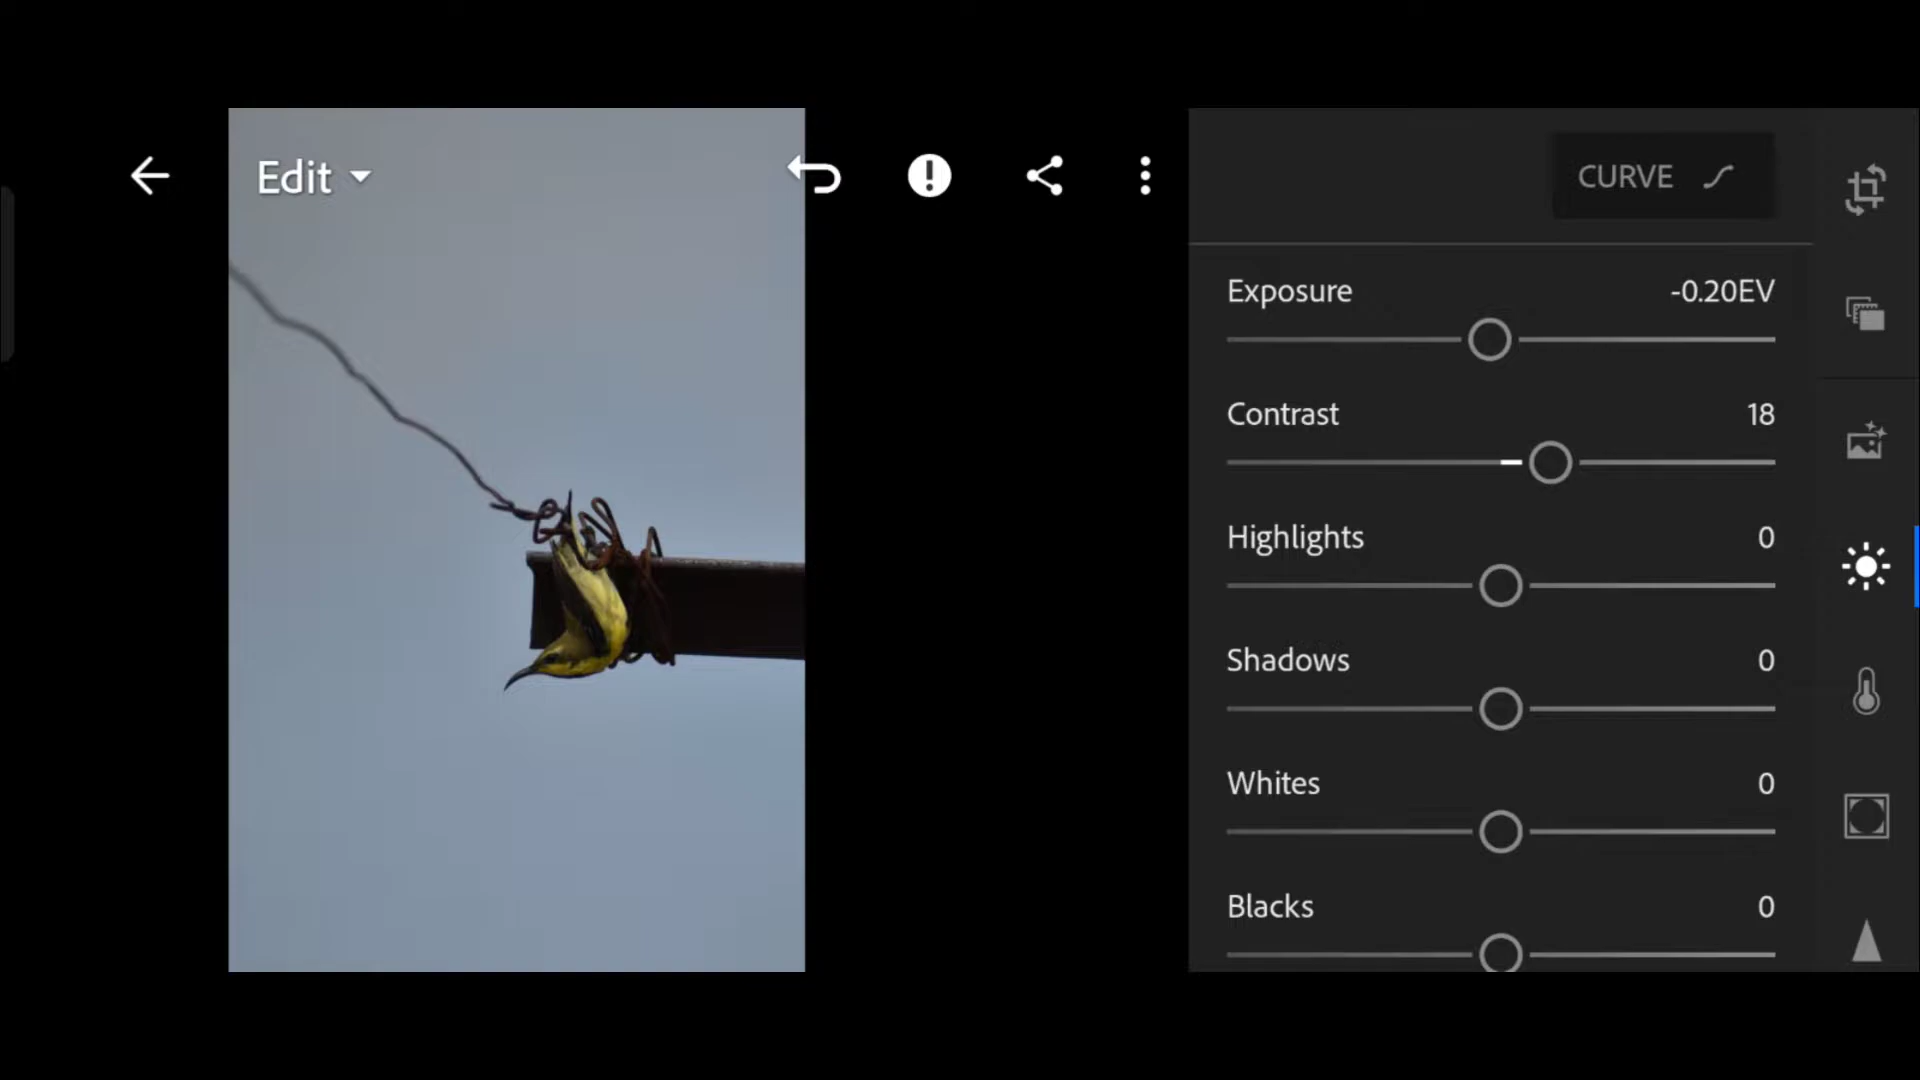 Edit
CURVE
Exposure -0.20EV
Contrast 18
Highlights 0
Shadows 0
Whites 0
Blacks 0